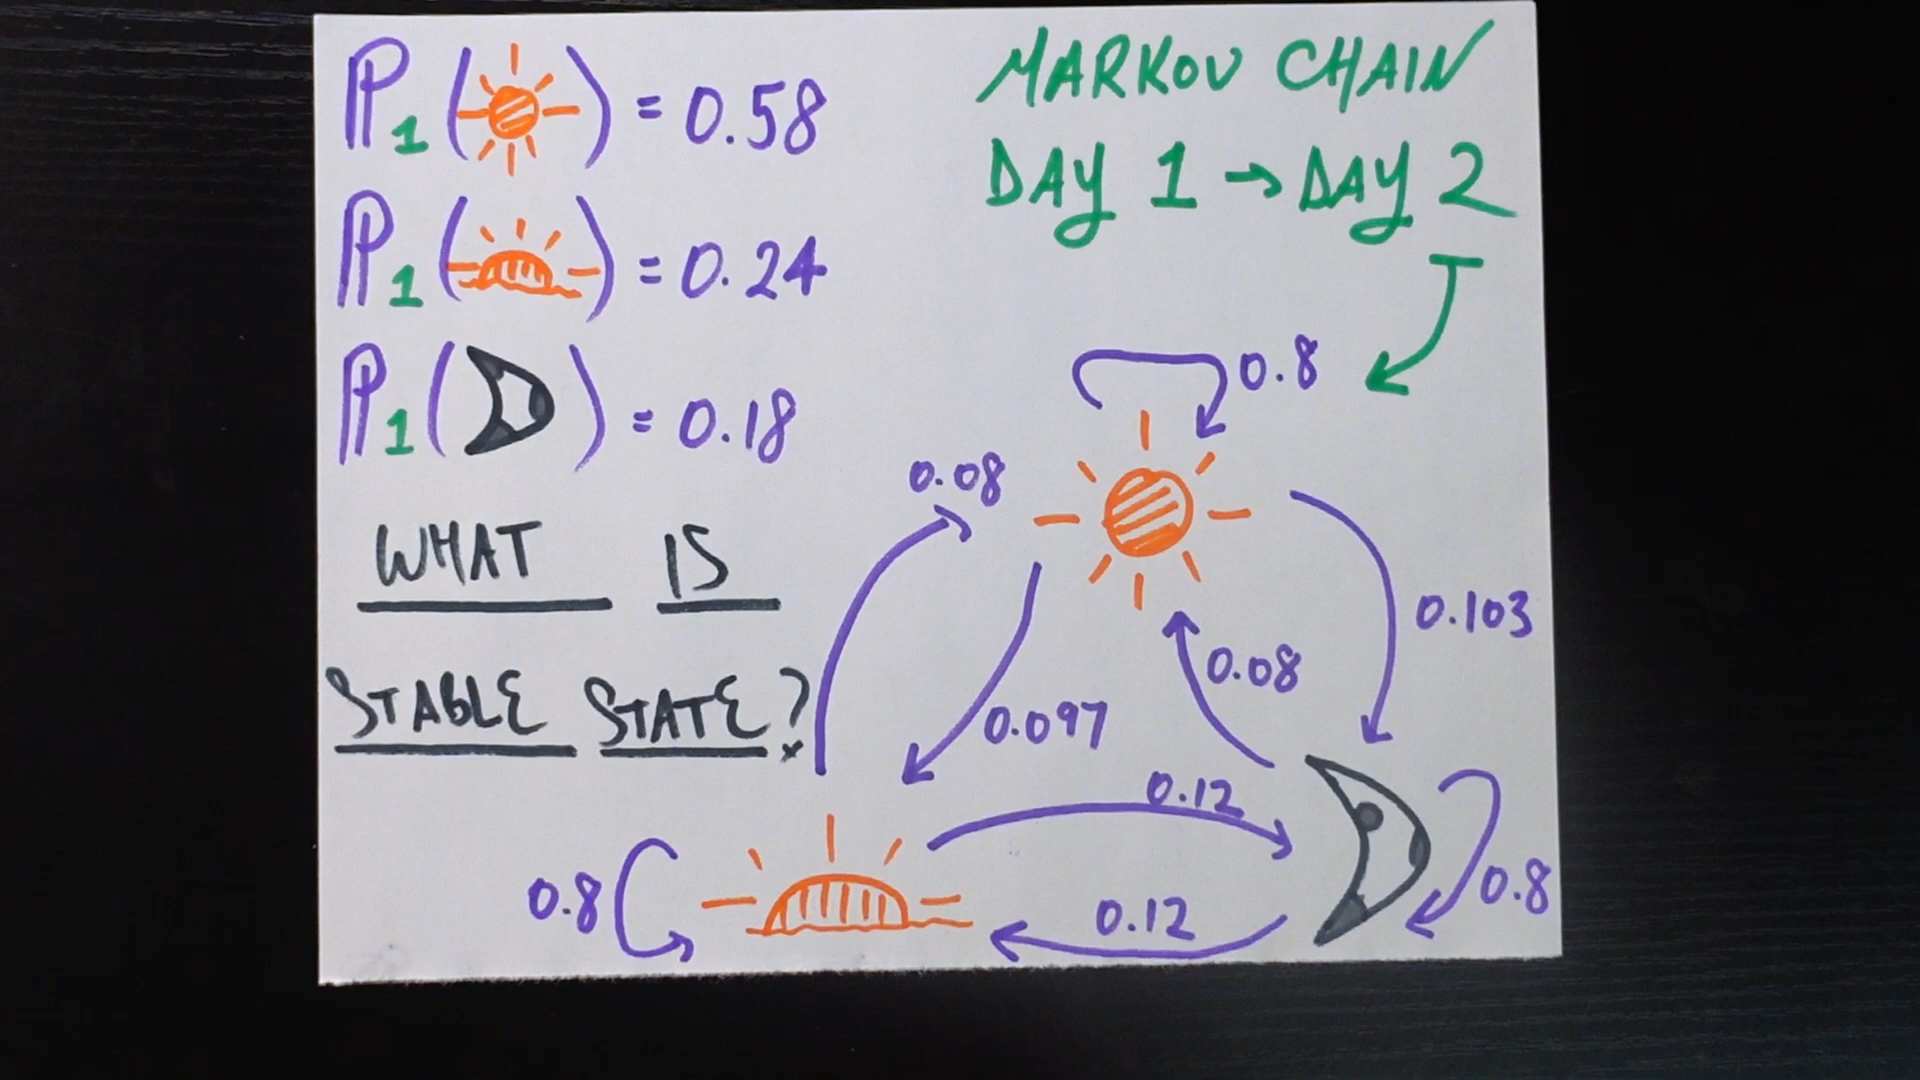 P1( ) = 0.58
P1( ) = 0.24
P1( ) = 0.18
WHAT IS
STABLE STATE?
MARKOV CHAIN
DAY 1 → DAY 2
0.8
0.08
0.103
0.08
0.097
0.12
0.8
0.12
0.8